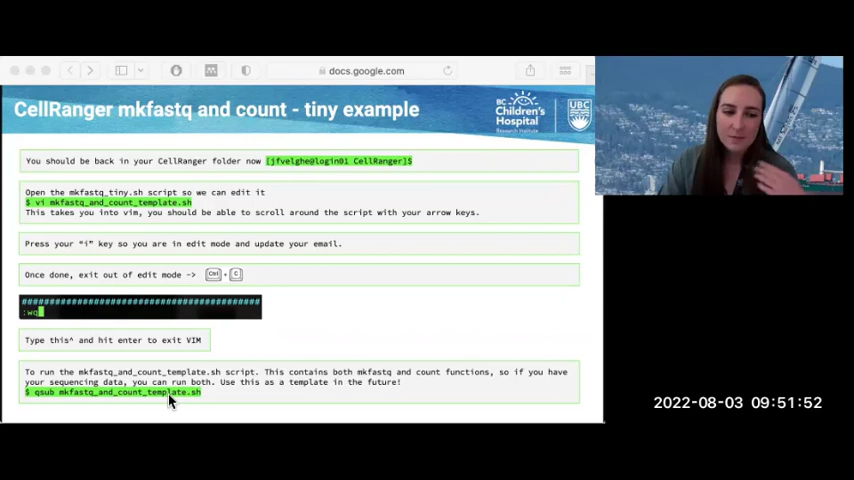 docs.google.com
CellRanger mkfastq and count - tiny example
BC
Children's
Hospital
Research Institute
UBC
You should be back in your CellRanger folder now [jfvelghe@login01 CellRanger]$
Open the mkfastq_tiny.sh script so we can edit it
$ vi mkfastq_and_count_template.sh
This takes you into vim, you should be able to scroll around the script with your arrow keys.
Press your “i” key so you are in edit mode and update your email.
Once done, exit out of edit mode -> Ctrl + C
##########################################
:wq
Type this^ and hit enter to exit VIM
To run the mkfastq_and_count_template.sh script. This contains both mkfastq and count functions, so if you have
your sequencing data, you can run both. Use this as a template in the future!
$ qsub mkfastq_and_count_template.sh
2022-08-03 09:51:52